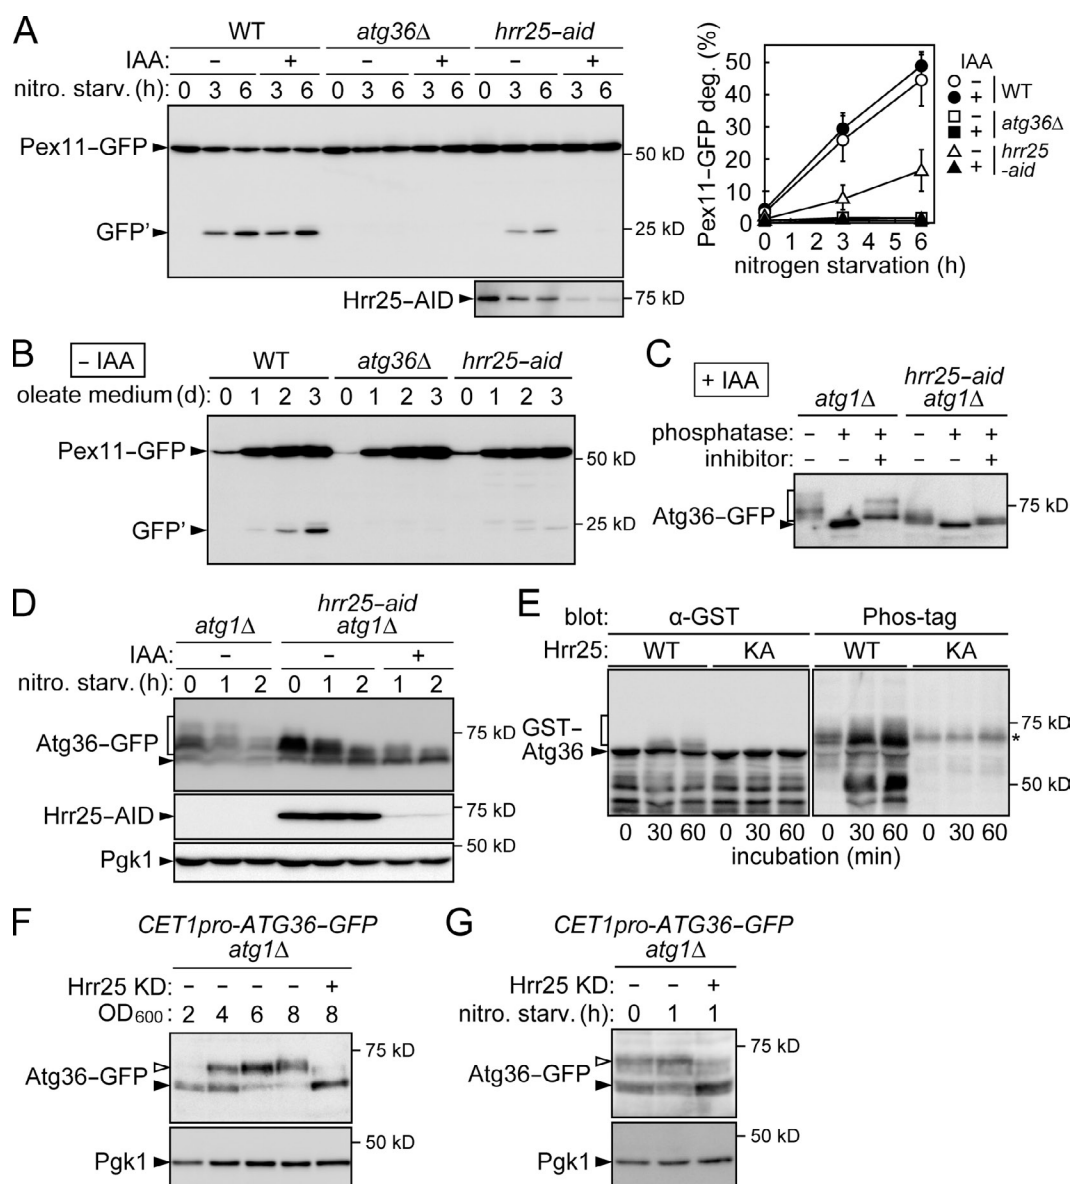 A
WT atg36Δ hrr25–aid
IAA: – + – + – +
nitro. starv. (h) 0 3 6 3 6 0 3 6 3 6 0 3 6 3 6
Pex11–GFP
50 kD
GFP'
25 kD
Hrr25–AID
75 kD
Pex11–GFP deg. (%)
50
40
30
20
10
0
0 1 2 3 4 5 6
nitrogen starvation (h)
IAA
– WT
+
– atg36Δ
+
– hrr25
+ -aid
B
– IAA
WT atg36Δ hrr25–aid
oleate medium (d): 0 1 2 3 0 1 2 3 0 1 2 3
Pex11–GFP
50 kD
GFP'
25 kD
C
+ IAA
atg1Δ hrr25–aid atg1Δ
phosphatase: – + + – + +
inhibitor: – – + – – +
Atg36–GFP
75 kD
D
atg1Δ hrr25–aid atg1Δ
IAA: – – +
nitro. starv. (h): 0 1 2 0 1 2 1 2
Atg36–GFP
75 kD
Hrr25–AID
75 kD
Pgk1
50 kD
E
blot: α-GST Phos-tag
Hrr25: WT KA WT KA
GST–
Atg36
75 kD
*
50 kD
0 30 60 0 30 60 0 30 60 0 30 60
incubation (min)
F
CET1pro-ATG36–GFP
atg1Δ
Hrr25 KD: – – – – +
OD600 : 2 4 6 8 8
75 kD
Atg36–GFP
50 kD
Pgk1
G
CET1pro-ATG36–GFP
atg1Δ
Hrr25 KD: – – +
nitro. starv. (h): 0 1 1
75 kD
Atg36–GFP
50 kD
Pgk1